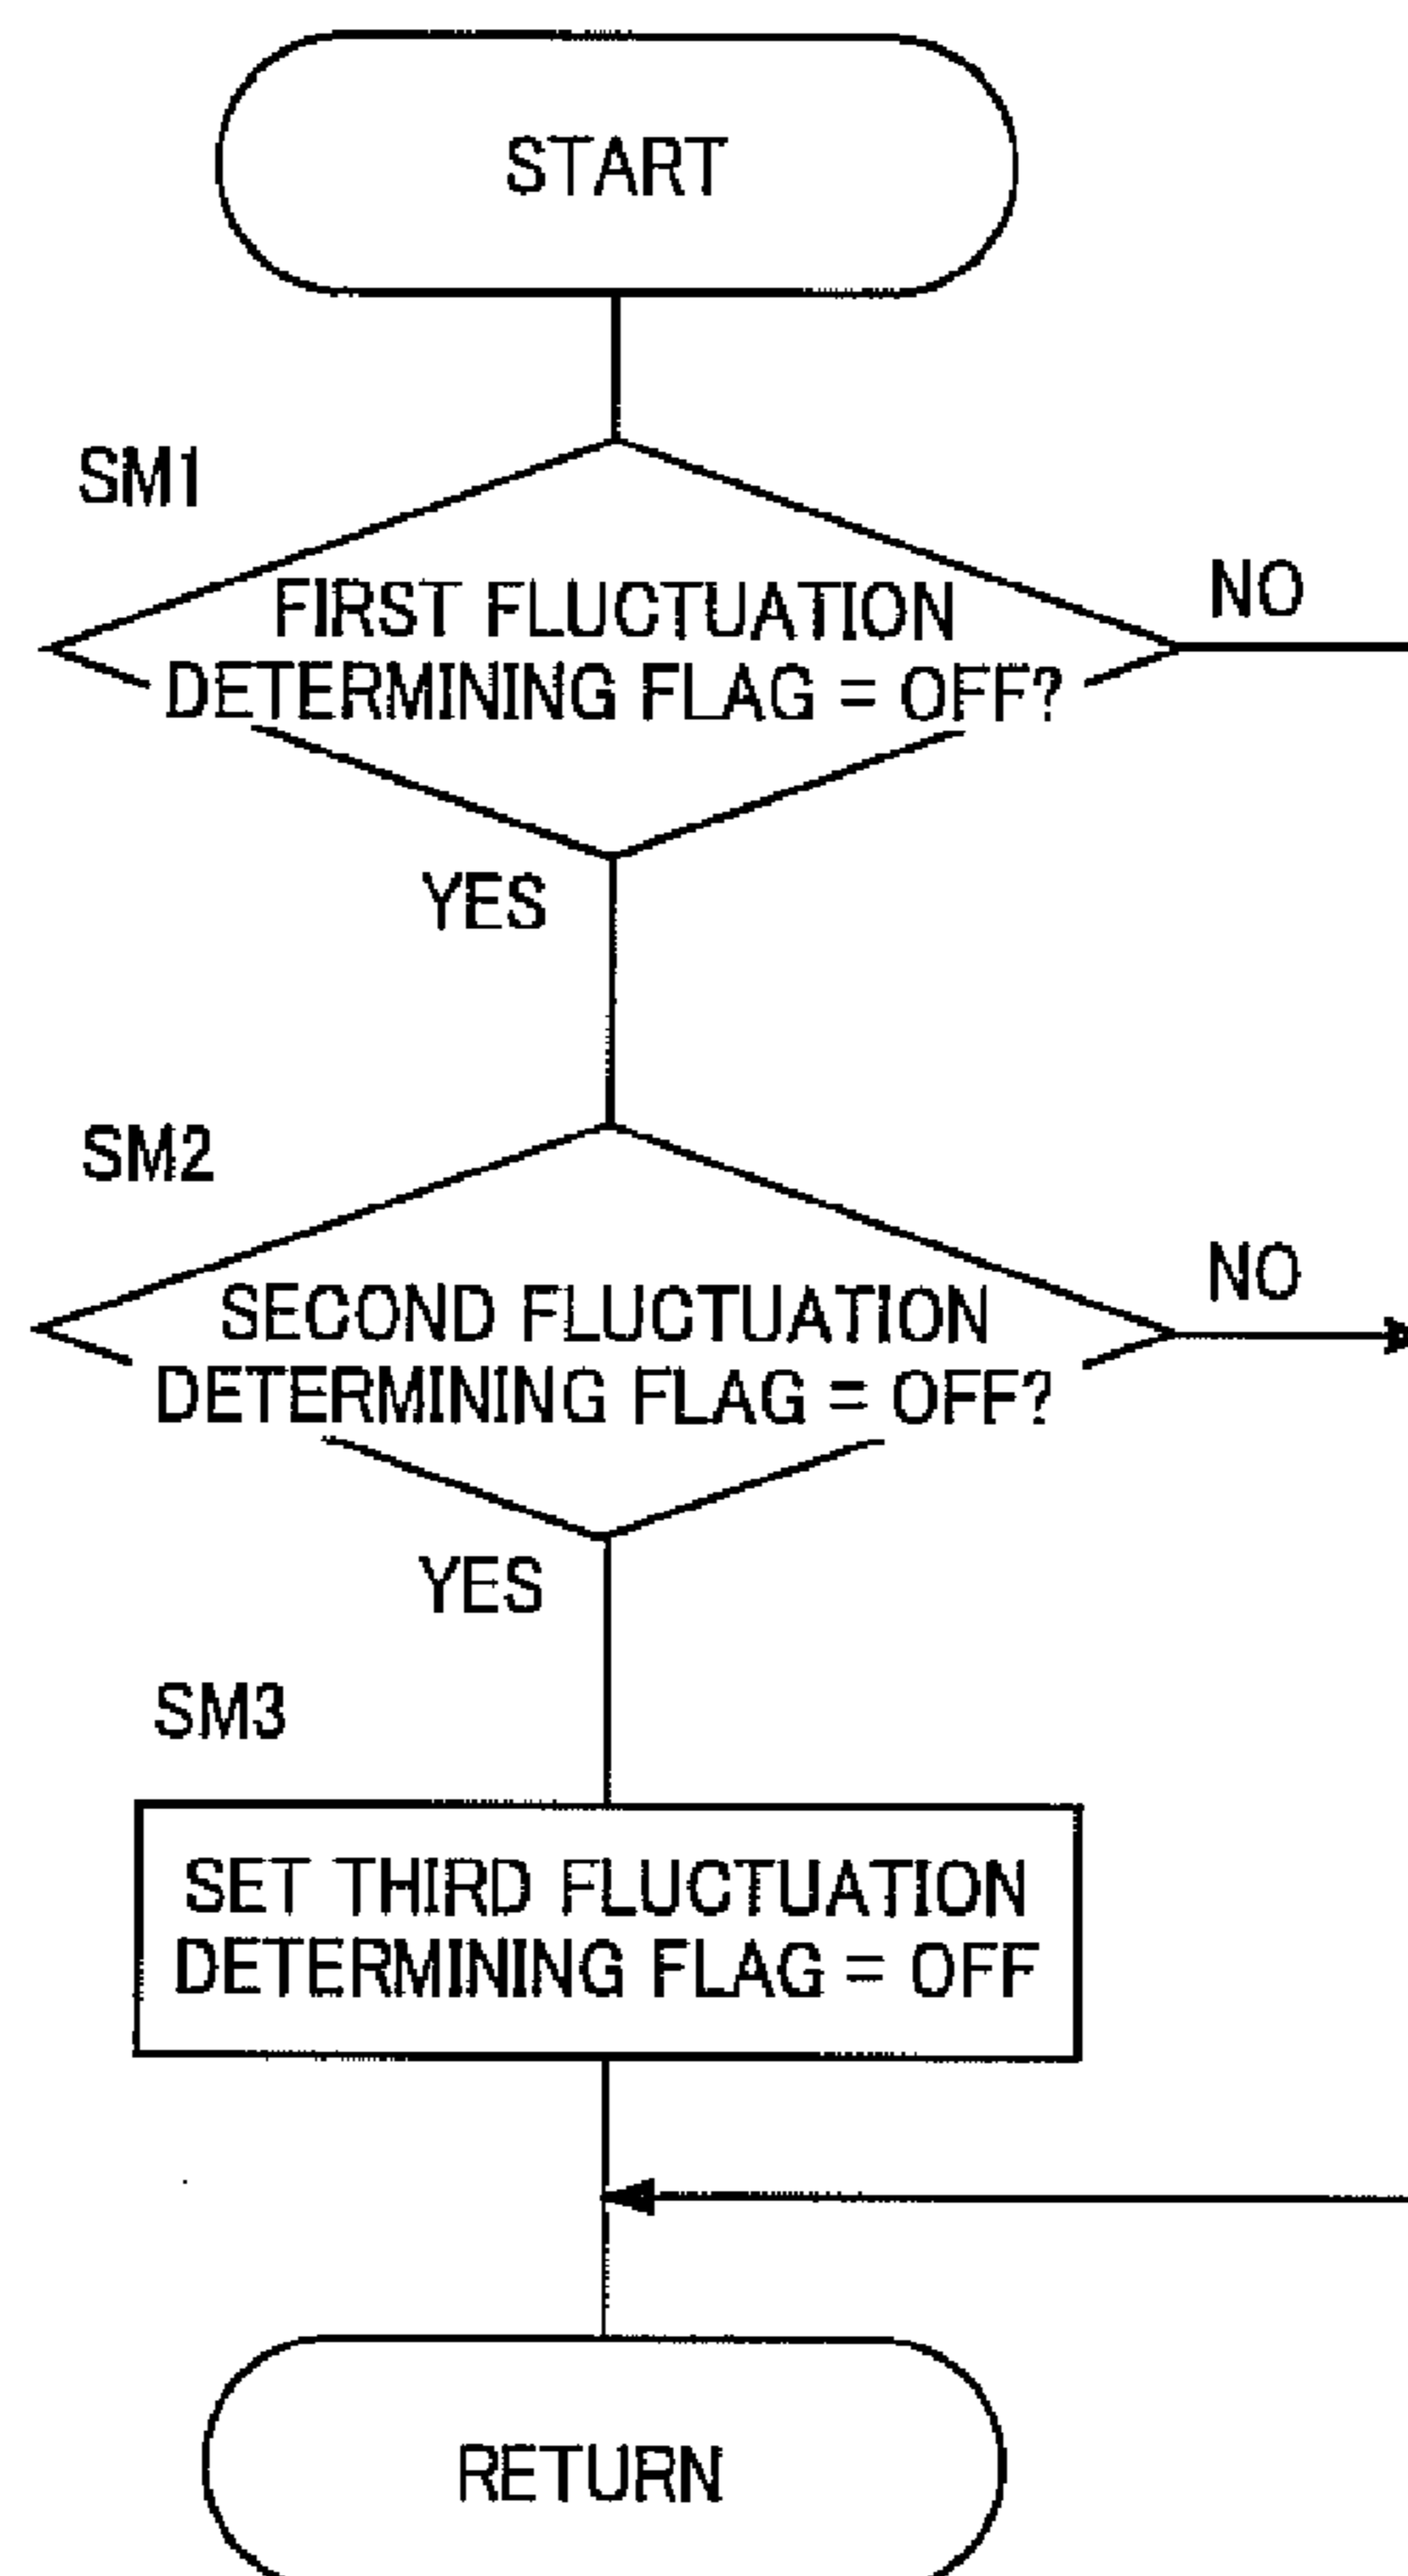 START
SM1
FIRST FLUCTUATION
DETERMINING FLAG = OFF?
NO
YES
SM2
SECOND FLUCTUATION
DETERMINING FLAG = OFF?
NO
YES
SM3
SET THIRD FLUCTUATION
DETERMINING FLAG = OFF
RETURN